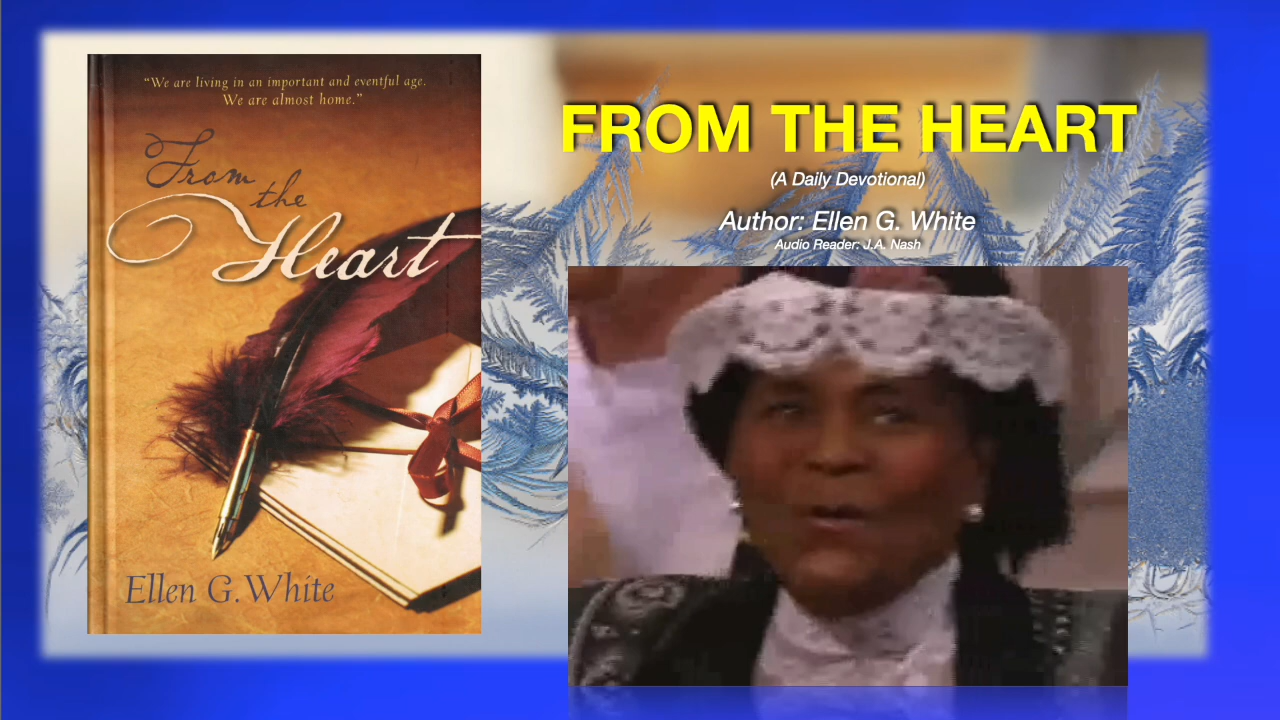 “We are living in an important and eventful age.
We are almost home.”
From
the
Heart
Ellen G. White
FROM THE HEART
(A Daily Devotional)
Author: Ellen G. White
Audio Reader: J.A. Nash